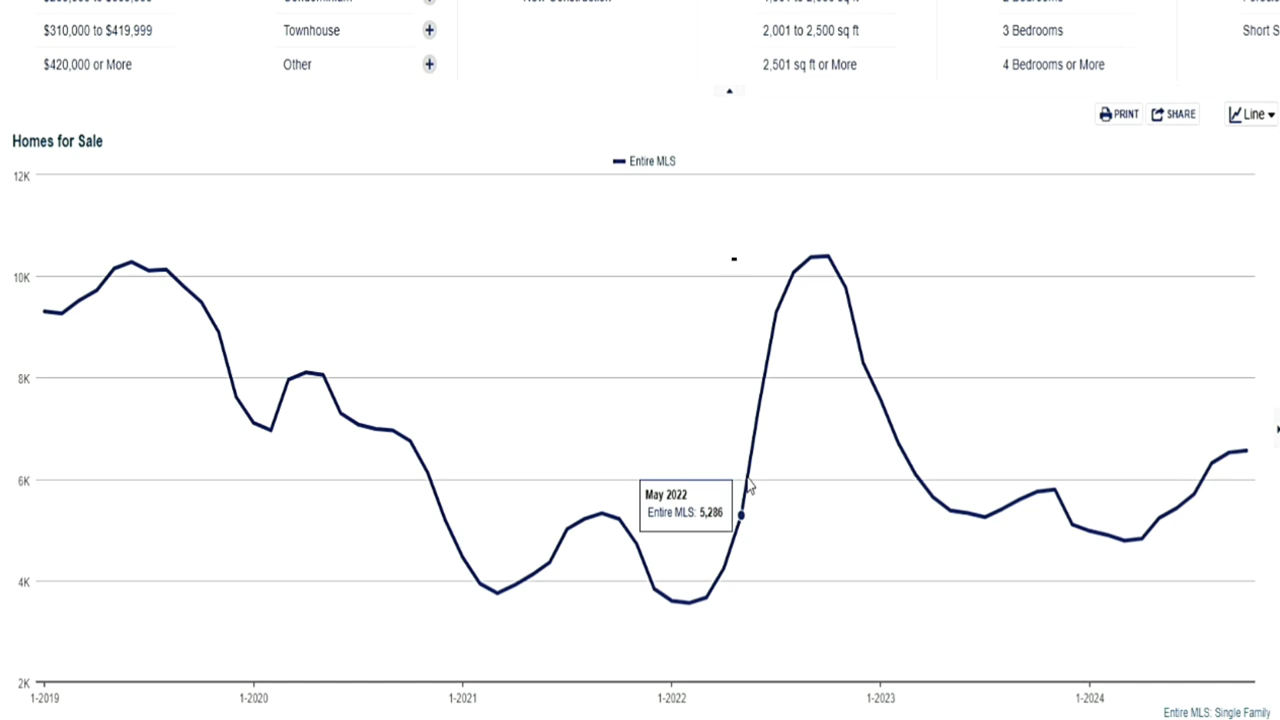 $310,000 to $419,999 Townhouse 2,001 to 2,500 sq ft 3 Bedrooms Short S
$420,000 or More Other 2,501 sq ft or More 4 Bedrooms or More
PRINT SHARE Line
Homes for Sale
Entire MLS
12K
10K
8K
6K
May 2022
Entire MLS: 5,286
4K
2K
1-2019 1-2020 1-2021 1-2022 1-2023 1-2024
Entire MLS: Single Family